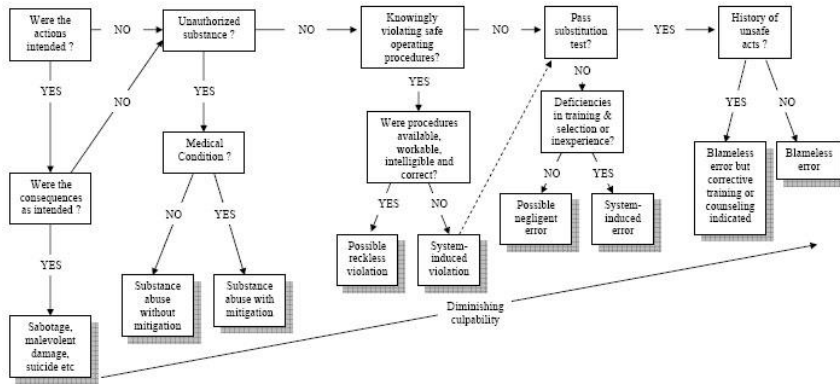 Were the
actions
intended ?
NO
Unauthorized
substance ?
NO
Knowingly
violating safe
operating
procedures?
NO
Pass
substitution
test?
YES
History of
unsafe
acts ?
YES
NO
YES
YES
NO
YES
NO
Medical
Condition ?
Were procedures
available,
workable,
intelligible and
correct?
Deficiencies
in training &
selection or
inexperience?
Were the
consequences
as intended ?
NO
YES
YES
NO
NO
YES
Blameless
error but
corrective
training or
counseling
indicated
Blameless
error
Possible
negligent
error
System-
induced error
YES
Possible
reckless
violation
System-
induced
violation
Substance
abuse
without
mitigation
Substance
abuse with
mitigation
Diminishing
culpability
Sabotage,
malevolent
damage,
suicide etc